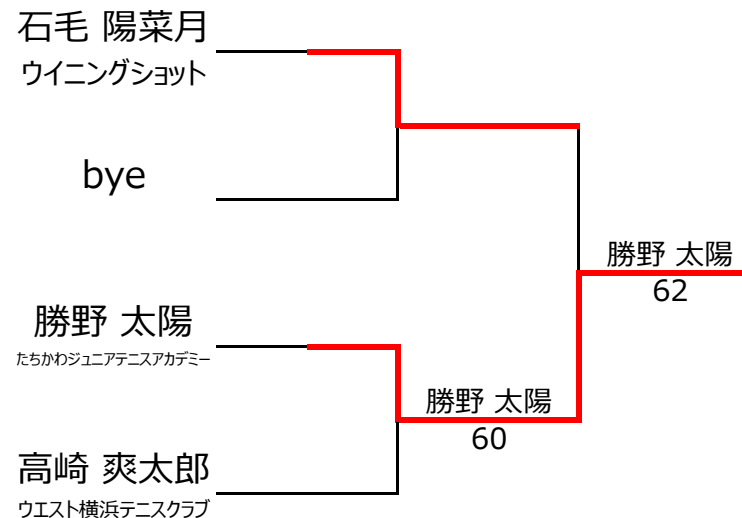 石毛 陽菜月
ウイニングショット
bye
勝野 太陽
たちかわジュニアテニスアカデミー
高崎 爽太郎
ウエスト横浜テニスクラブ
勝野 太陽
60
勝野 太陽
62